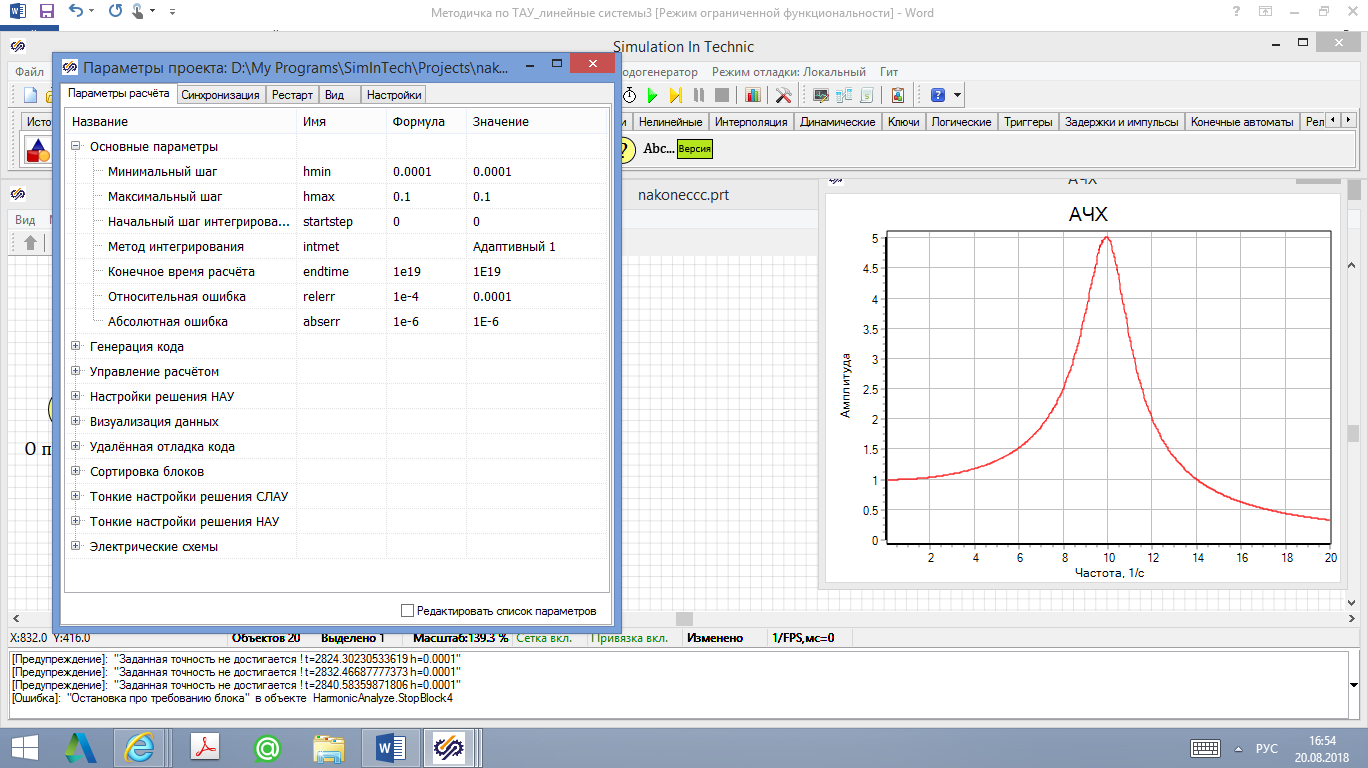 Методичка по ТАУ_линейные системы3 [Режим ограниченной функциональности] - Word
Simulation In Technic
Файл
Режим отладки: Локальный Гит
Параметры проекта: D:\My Programs\SimInTech\Projects\nak...
Параметры расчёта Синхронизация Рестарт Вид Настройки
Название Имя Формула Значение
Основные параметры
Минимальный шаг hmin 0.0001 0.0001
Максимальный шаг hmax 0.1 0.1
Начальный шаг интегрирова... startstep 0 0
Метод интегрирования intmet Адаптивный 1
Конечное время расчёта endtime 1e19 1E19
Относительная ошибка relerr 1e-4 0.0001
Абсолютная ошибка abserr 1e-6 1E-6
Генерация кода
Управление расчётом
Настройки решения НАУ
Визуализация данных
Удалённая отладка кода
Сортировка блоков
Тонкие настройки решения СЛАУ
Тонкие настройки решения НАУ
Электрические схемы
Редактировать список параметров
Нелинейные Интерполяция Динамические Ключи Логические Триггеры Задержки и импульсы Конечные автоматы Рел
? Abc... Версия
nakoneccc.prt
Вид
О п
АЧХ
АЧХ
Амплитуда
5
4.5
4
3.5
3
2.5
2
1.5
1
0.5
0
2 4 6 8 10 12 14 16 18 20
Частота, 1/с
X:832.0 Y:416.0 Объектов 20 Выделено 1 Масштаб:139.3 % Сетка вкл. Привязка вкл. Изменено 1/FPS,мс=0
[Предупреждение]: "Заданная точность не достигается ! t=2824.30230533619 h=0.0001"
[Предупреждение]: "Заданная точность не достигается ! t=2832.46687777373 h=0.0001"
[Предупреждение]: "Заданная точность не достигается ! t=2840.58359871806 h=0.0001"
[Ошибка]: "Остановка про требованию блока" в объекте HarmonicAnalyze.StopBlock4
РУС
16:54
20.08.2018